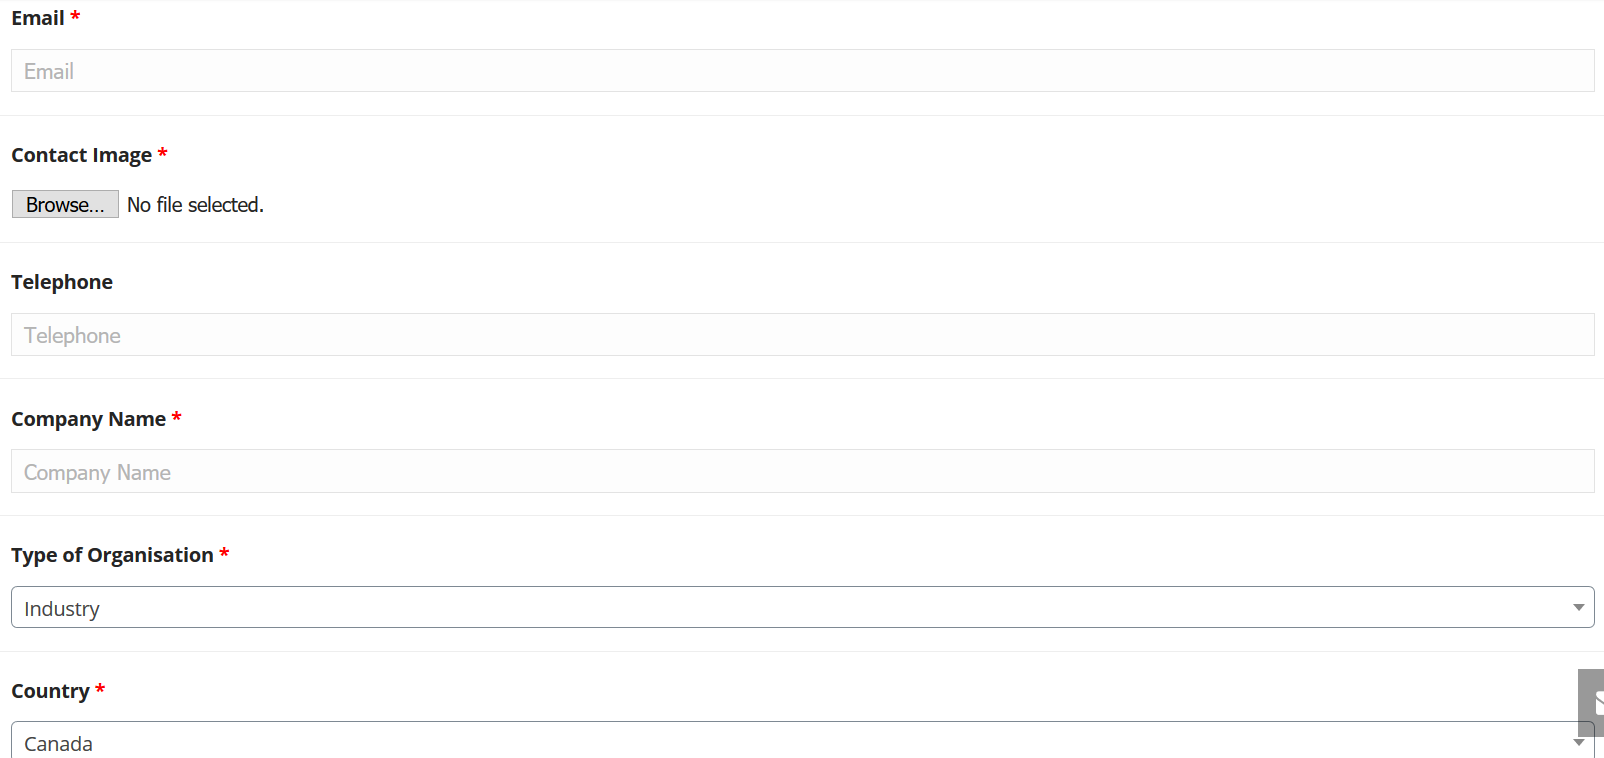 Email *
Email
Contact Image *
Browse... No file selected.
Telephone
Telephone
Company Name *
Company Name
Type of Organisation *
Industry
Country *
Canada